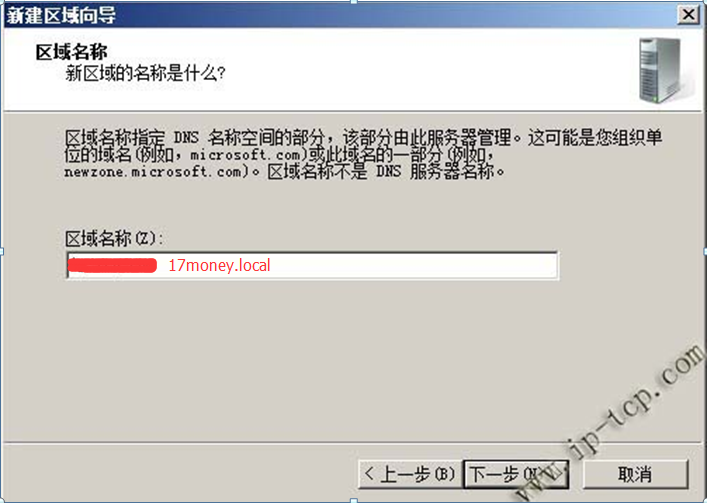 新建区域向导
区域名称
新区域的名称是什么?
区域名称指定 DNS 名称空间的部分，该部分由此服务器管理。这可能是您组织单
位的域名(例如，microsoft.com)或此域名的一部分(例如，
newzone.microsoft.com)。区域名称不是 DNS 服务器名称。
区域名称(Z):
17money.local
< 上一步(B) 下一步(N) > 取消
www.ip-tcp.com